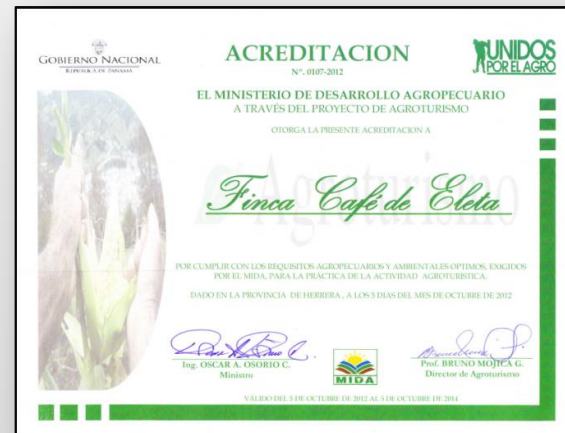 GOBIERNO NACIONAL
REPÚBLICA DE PANAMÁ
ACREDITACION
Nº. 0107-2012
UNIDOS
POR EL AGRO
EL MINISTERIO DE DESARROLLO AGROPECUARIO
A TRAVÉS DEL PROYECTO DE AGROTURISMO
OTORGA LA PRESENTE ACREDITACION A
Agroturismo
Finca Café de Eleta
POR CUMPLIR CON LOS REQUISITOS AGROPECUARIOS Y AMBIENTALES OPTIMOS, EXIGIDOS
POR EL MIDA, PARA LA PRÁCTICA DE LA ACTIVIDAD AGROTURISTICA.
DADO EN LA PROVINCIA DE HERRERA, A LOS 5 DIAS DEL MES DE OCTUBRE DE 2012
Ing. OSCAR A. OSORIO C.
Ministro
MIDA
Prof. BRUNO MOJICA G.
Director de Agroturismo
VÁLIDO DEL 5 DE OCTUBRE DE 2012 AL 5 DE OCTUBRE DE 2014